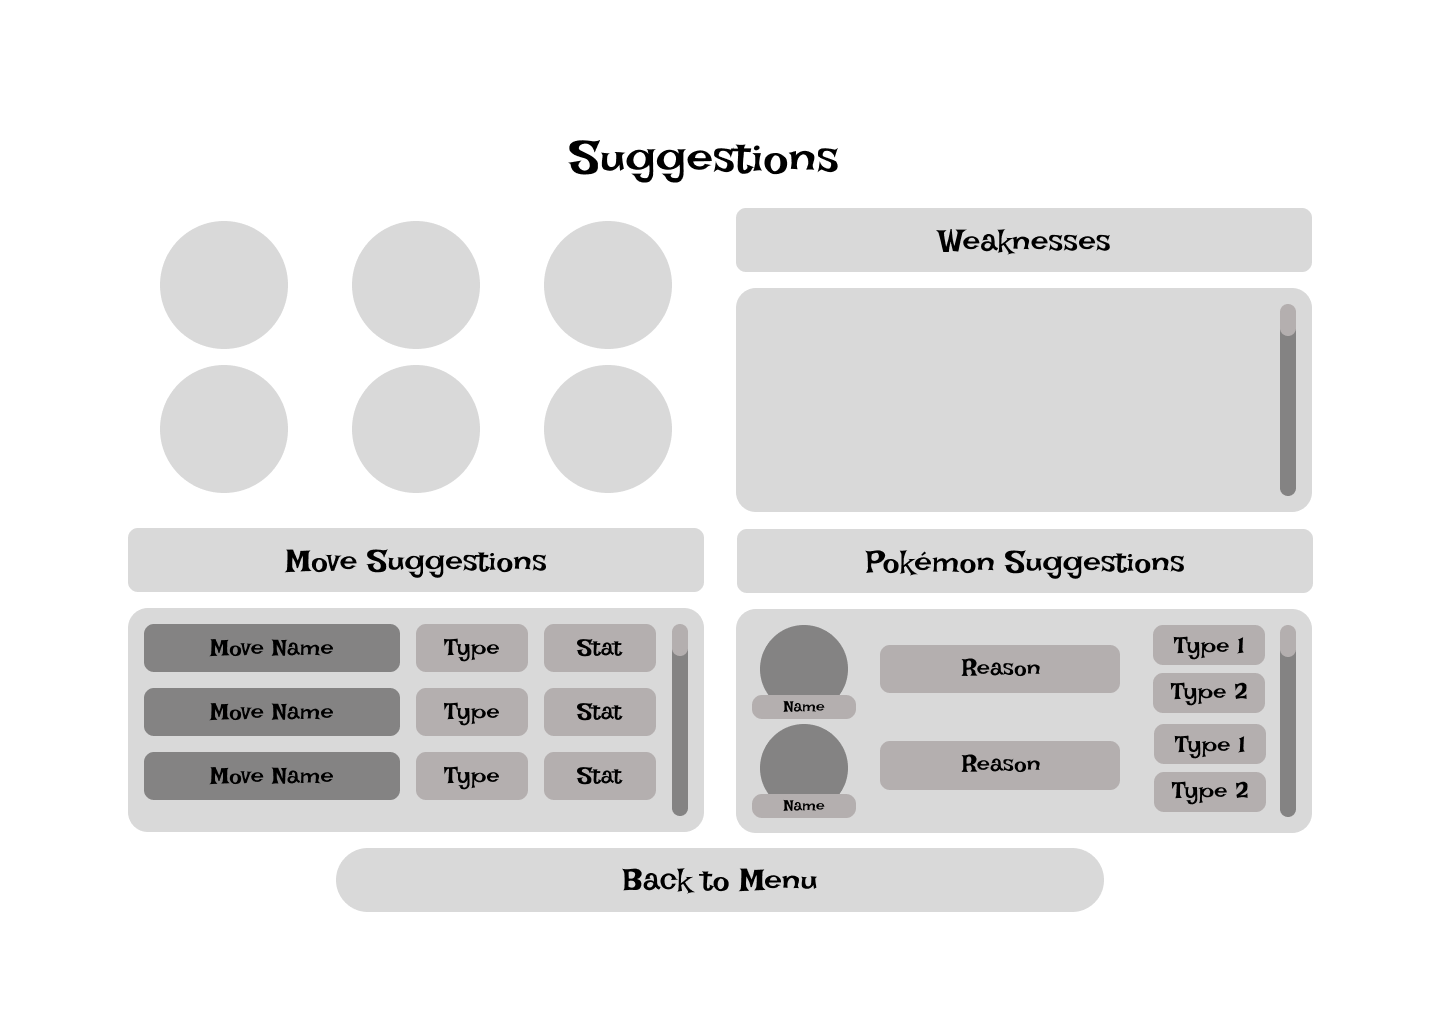 Suggestions
Weaknesses
Move Suggestions
Move Name Type Stat
Move Name Type Stat
Move Name Type Stat
Pokémon Suggestions
Name
Reason
Type 1
Type 2
Name
Reason
Type 1
Type 2
Back to Menu